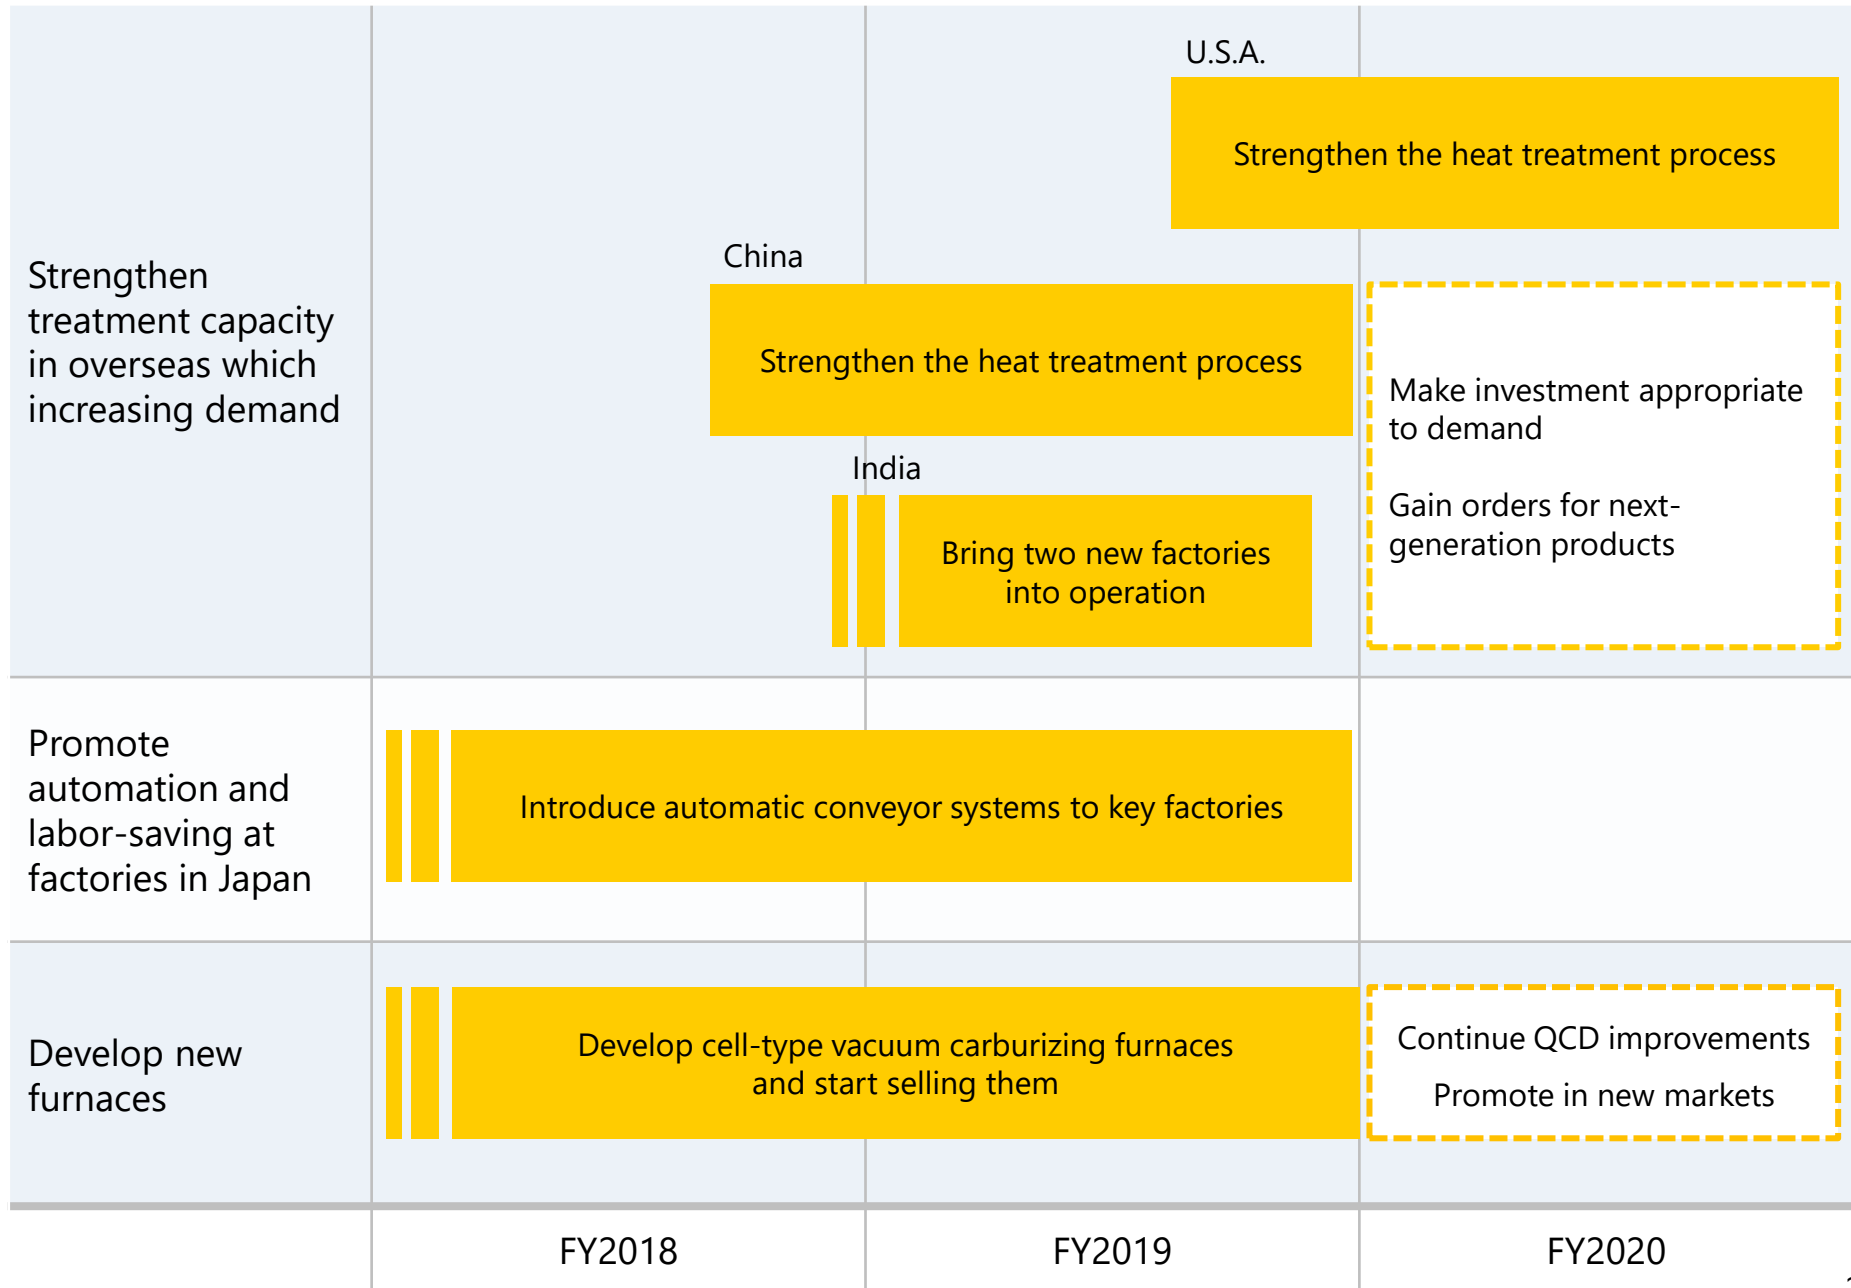 U.S.A.
Strengthen the heat treatment process
Strengthen
treatment capacity
in overseas which
increasing demand
China
Strengthen the heat treatment process
India
Bring two new factories
into operation
Make investment appropriate
to demand
Gain orders for next-
generation products
Promote
automation and
labor-saving at
factories in Japan
Introduce automatic conveyor systems to key factories
Develop new
furnaces
Develop cell-type vacuum carburizing furnaces
and start selling them
Continue QCD improvements
Promote in new markets
FY2018
FY2019
FY2020